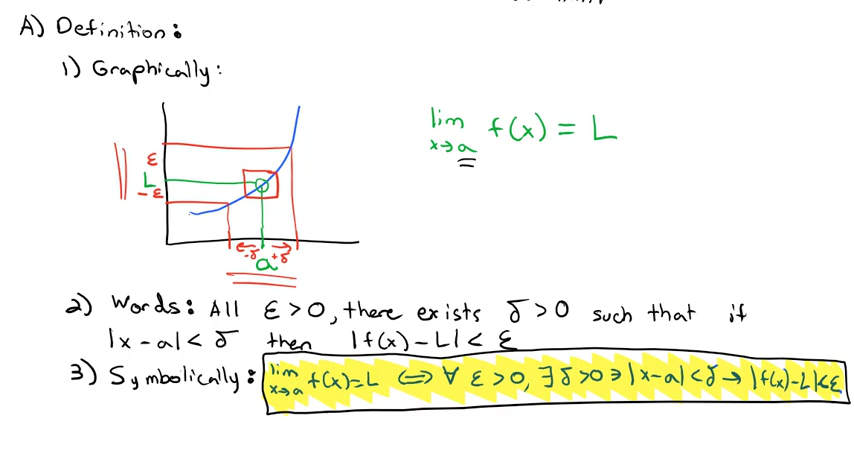 A) Definition:
1) Graphically:
lim f(x) = L
x→a
ε
L
-ε
-δ +δ
a
2) Words: All ε > 0, there exists δ > 0 such that if
|x-a| < δ then |f(x) - L| < ε
3) Symbolically: lim f(x)=L ⟺ ∀ ε > 0, ∃ δ > 0 ∋ |x-a| < δ → |f(x)-L| < ε
x→a